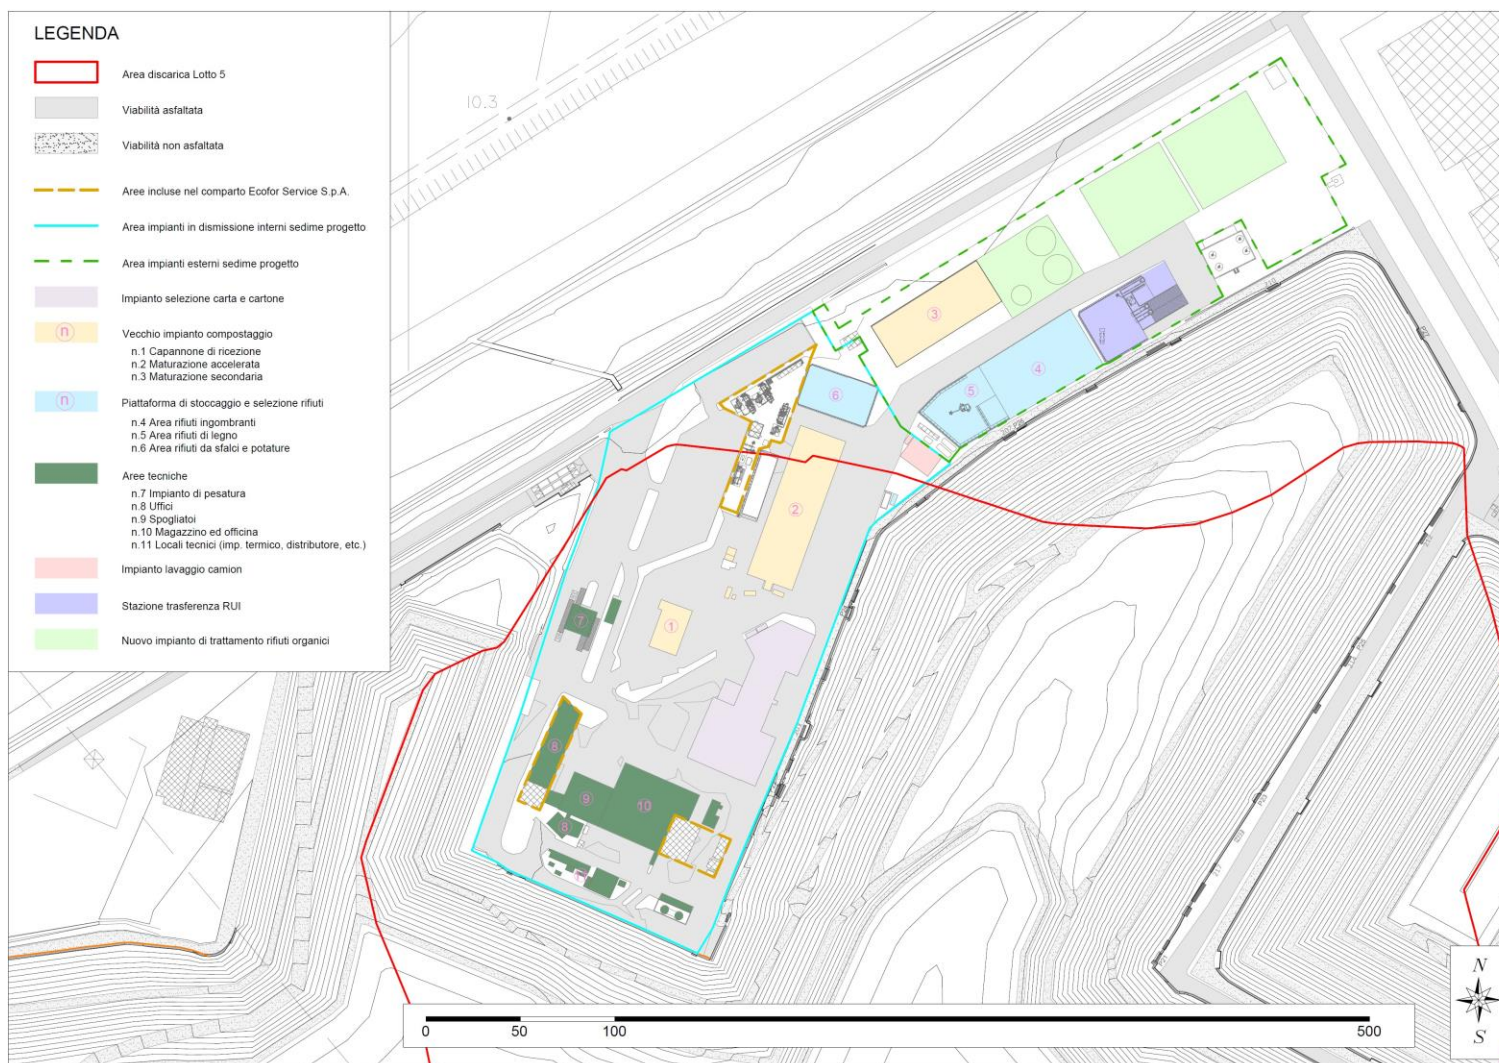 LEGENDA
Area discarica Lotto 5
Viabilità asfaltata
Viabilità non asfaltata
Aree incluse nel comparto Ecofor Service S.p.A.
Area impianti in dismissione interni sedime progetto
Area impianti esterni sedime progetto
Impianto selezione carta e cartone
n
Vecchio impianto compostaggio
n.1 Capannone di ricezione
n.2 Maturazione accelerata
n.3 Maturazione secondaria
n
Piattaforma di stoccaggio e selezione rifiuti
n.4 Area rifiuti ingombranti
n.5 Area rifiuti di legno
n.6 Area rifiuti da sfalci e potature
Aree tecniche
n.7 Impianto di pesatura
n.8 Uffici
n.9 Spogliatoi
n.10 Magazzino ed officina
n.11 Locali tecnici (imp. termico, distributore, etc.)
Impianto lavaggio camion
Stazione trasferenza RUI
Nuovo impianto di trattamento rifiuti organici
10.3
3
4
5
6
2
1
7
8
9
10
8
N
S
0
50
100
500